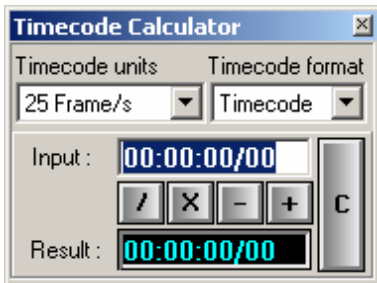 Timecode Calculator
Timecode units Timecode format
25 Frame/s Timecode
Input : 00:00:00/00
/ X - + C
Result : 00:00:00/00